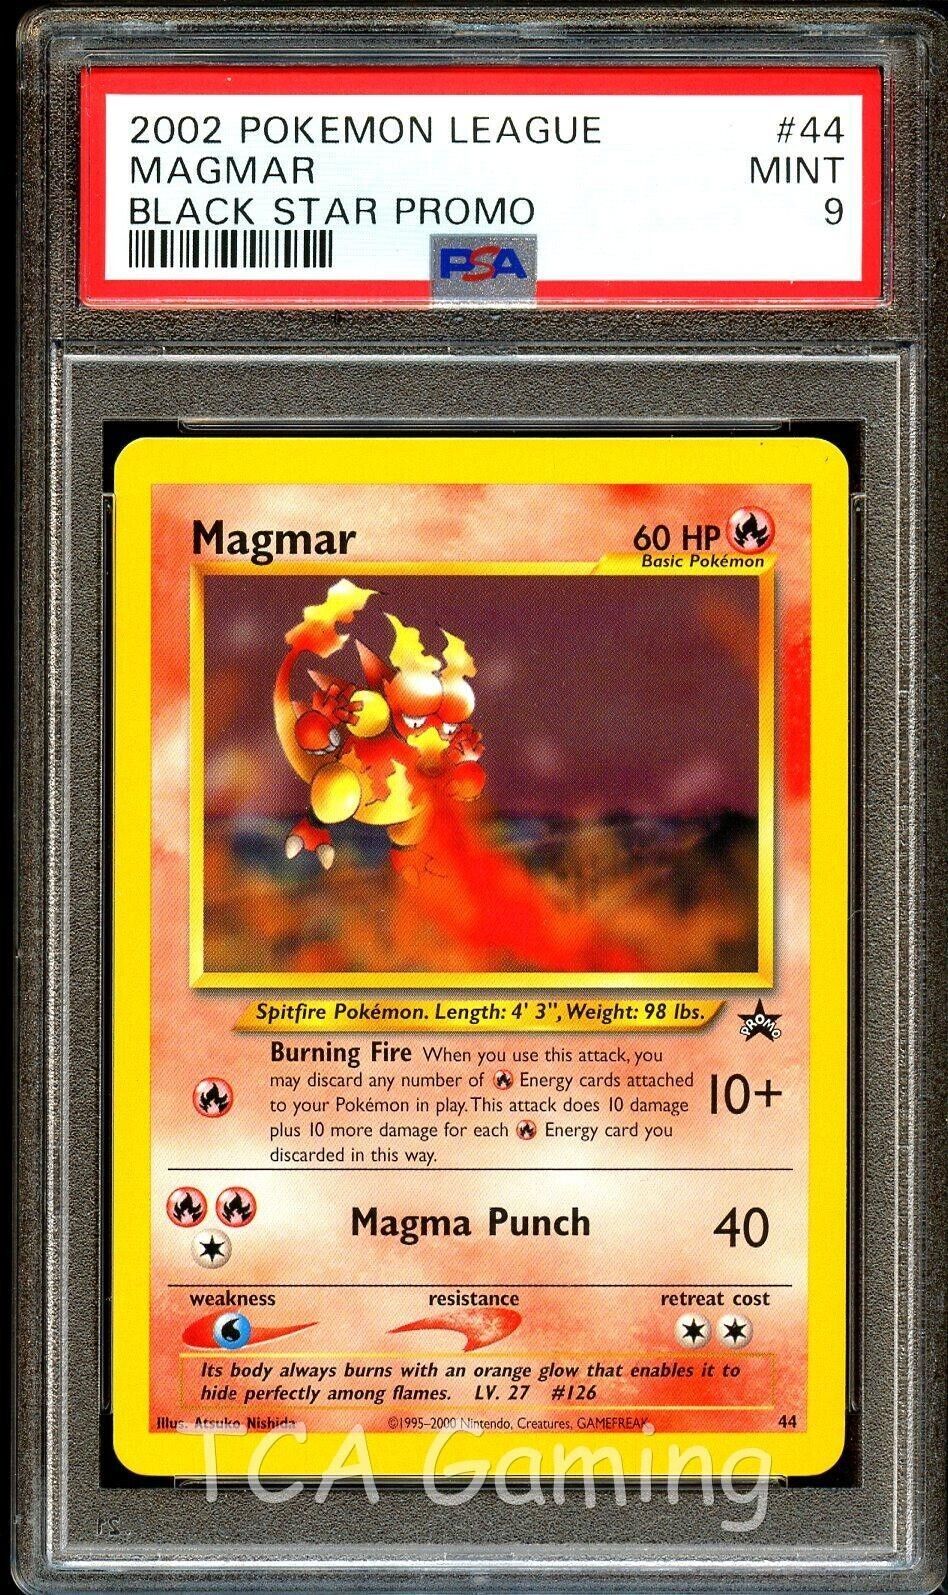 2002 POKEMON LEAGUE #44
MAGMAR MINT
BLACK STAR PROMO 9
PSA
Magmar 60 HP
Basic Pokémon
Spitfire Pokémon. Length: 4' 3", Weight: 98 lbs.
PROMO
Burning Fire When you use this attack, you
may discard any number of Energy cards attached
to your Pokémon in play. This attack does 10 damage
plus 10 more damage for each Energy card you
discarded in this way.
10+
Magma Punch 40
weakness resistance retreat cost
Its body always burns with an orange glow that enables it to
hide perfectly among flames. LV. 27 #126
Illus. Atsuko Nishida ©1995-2000 Nintendo, Creatures, GAMEFREAK 44
TCA Gaming